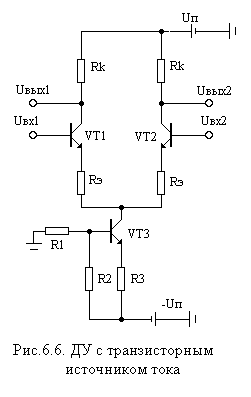 Uп
Rk
Rk
Uвых1
Uвых2
Uвх1
Uвх2
VT1
VT2
Rэ
Rэ
VT3
R1
R2
R3
-Uп
Рис.6.6. ДУ с транзисторным
источником тока